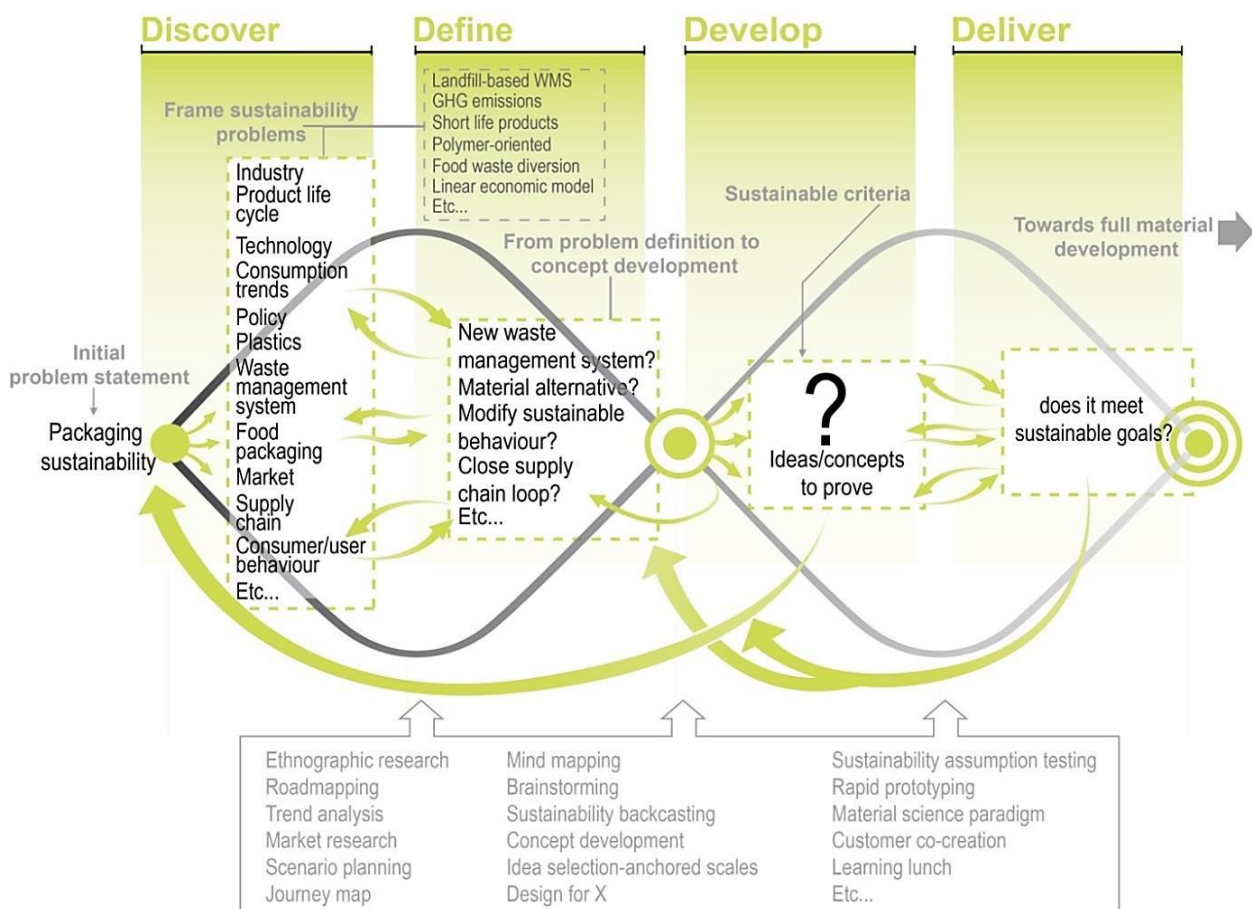 Discover
Define
Develop
Deliver
Landfill-based WMS
GHG emissions
Short life products
Polymer-oriented
Food waste diversion
Linear economic model
Etc...
Frame sustainability
problems
Industry
Product life
cycle
Technology
Consumption
trends
Policy
Plastics
Waste
management
system
Food
packaging
Market
Supply
chain
Consumer/user
behaviour
Etc...
Initial
problem statement
Packaging
sustainability
From problem definition to
concept development
New waste
management system?
Material alternative?
Modify sustainable
behaviour?
Close supply
chain loop?
Etc...
Sustainable criteria
?
Ideas/concepts
to prove
Towards full material
development
does it meet
sustainable goals?
Ethnographic research
Roadmapping
Trend analysis
Market research
Scenario planning
Journey map
Mind mapping
Brainstorming
Sustainability backcasting
Concept development
Idea selection-anchored scales
Design for X
Sustainability assumption testing
Rapid prototyping
Material science paradigm
Customer co-creation
Learning lunch
Etc...